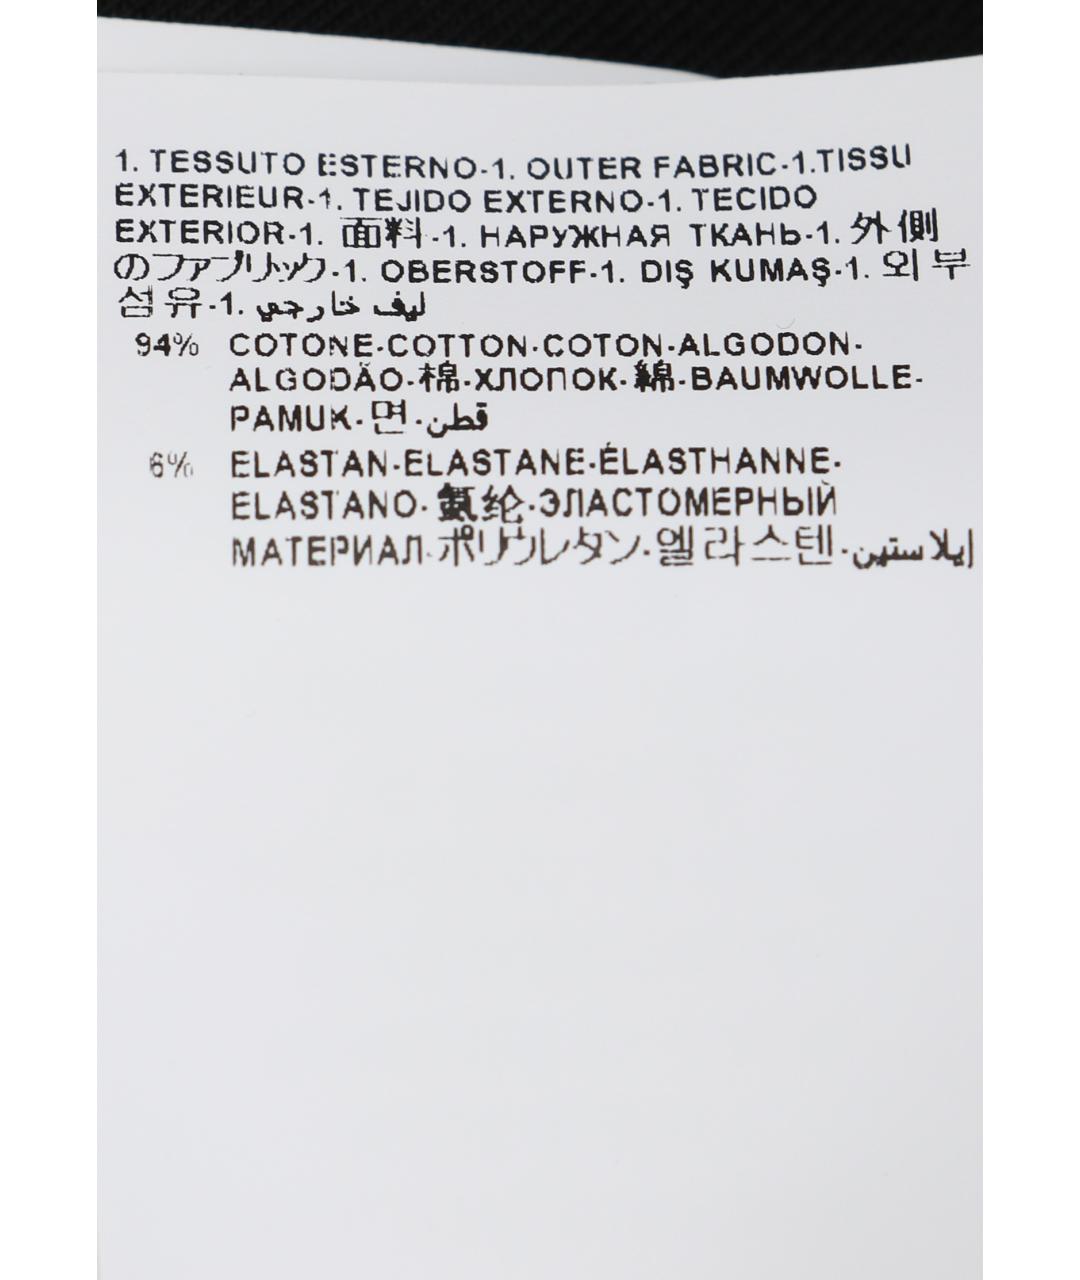 1. TESSUTO ESTERNO-1. OUTER FABRIC-1.TISSU
EXTERIEUR-1. TEJIDO EXTERNO-1. TECIDO
EXTERIOR-1. 面料-1. НАРУЖНАЯ ТКАНЬ-1. 外側
のファブリック-1. OBERSTOFF-1. DIŞ KUMAŞ-1. 외 부
섬 유-1. ليف خارجي
94% COTONE-COTTON-COTON-ALGODON-
ALGODÃO-棉-ХЛОПОК-綿-BAUMWOLLE-
PAMUK-면-قطن
6% ELASTAN-ELASTANE-ÉLASTHANNE-
ELASTANO-氨纶-ЭЛАСТОМЕРНЫЙ
МАТЕРИАЛ-ポリウレタン-엘 라 스 텐-إيلاستين